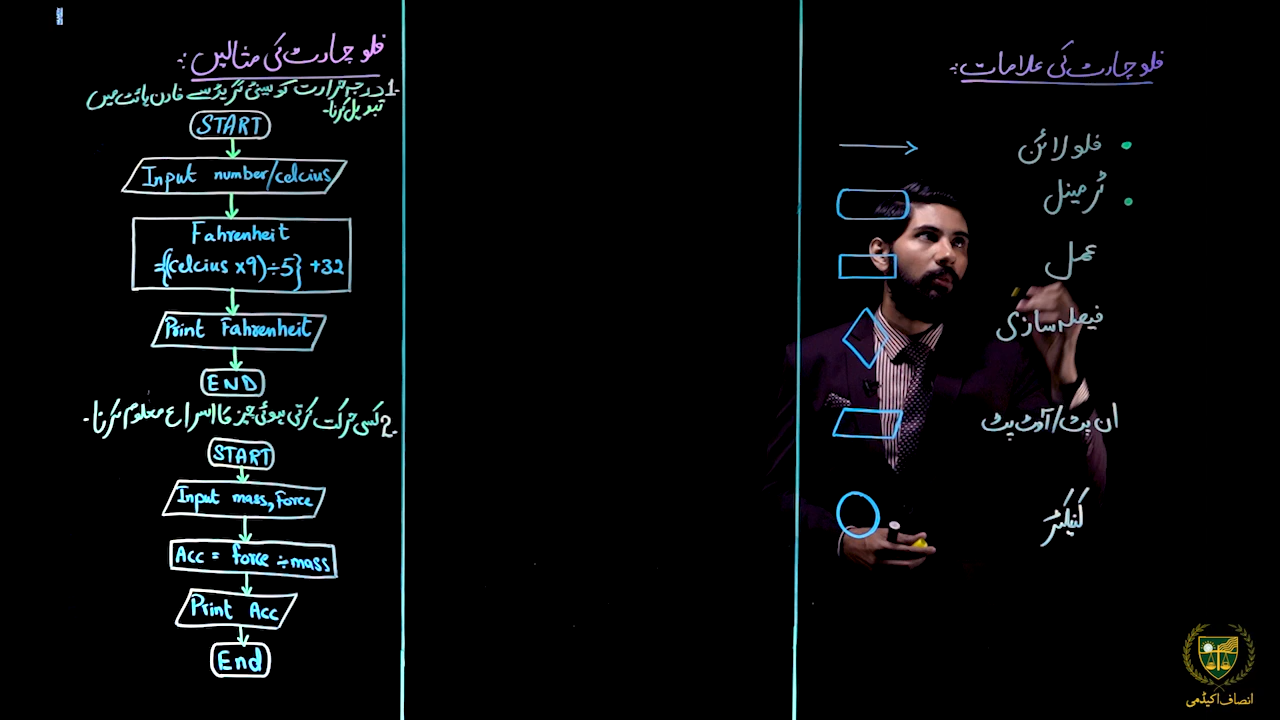 فلو چارٹ کی علامات :۔
فلو لائن
ٹرمینل
عمل
فیصلہ سازی
ان پٹ/آوٹ پٹ
کنیکٹر
فلو چارٹ کی مثالیں :۔
1- درجہ حرارت کو سینٹی گریڈ سے فارن ہائٹ میں
تبدیل کرنا۔
START
Input number/celcius
Fahrenheit
={(celcius x9)÷5} +32
Print Fahrenheit
END
2- کسی حرکت کرتی ہوئی چیز کا اسراع معلوم کرنا۔
START
Input mass, Force
Acc = force ÷ mass
Print Acc
End
انصاف اکیڈمی